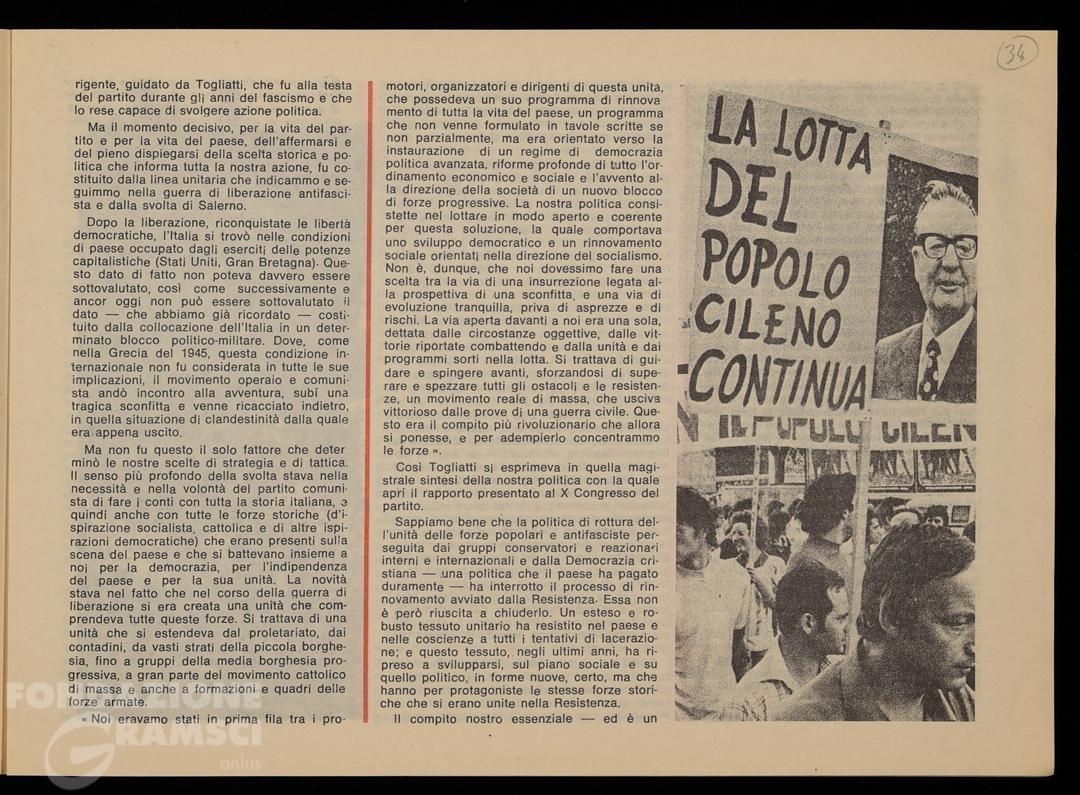 34
rigente, guidato da Togliatti, che fu alla testa
del partito durante gli anni del fascismo e che
lo rese capace di svolgere azione politica.
Ma il momento decisivo, per la vita del par-
tito e per la vita del paese, dell'affermarsi e
del pieno dispiegarsi della scelta storica e po-
litica che informa tutta la nostra azione, fu co-
stituito dalla linea unitaria che indicammo e se-
guimmo nella guerra di liberazione antifasci-
sta e dalla svolta di Salerno.
Dopo la liberazione, riconquistate le libertà
democratiche, l'Italia si trovò nelle condizioni
di paese occupato dagli eserciti delle potenze
capitalistiche (Stati Uniti, Gran Bretagna). Que-
sto dato di fatto non poteva davvero essere
sottovalutato, così come successivamente e
ancor oggi non può essere sottovalutato il
dato — che abbiamo già ricordato — costi-
tuito dalla collocazione dell'Italia in un deter-
minato blocco politico-militare. Dove, come
nella Grecia del 1945, questa condizione in-
ternazionale non fu considerata in tutte le sue
implicazioni, il movimento operaio e comuni-
sta andò incontro alla avventura, subì una
tragica sconfitta e venne ricacciato indietro,
in quella situazione di clandestinità dalla quale
era appena uscito.
Ma non fu questo il solo fattore che deter
minò le nostre scelte di strategia e di tattica.
Il senso più profondo della svolta stava nella
necessità e nella volontà del partito comuni-
sta di fare i conti con tutta la storia italiana, e
quindi anche con tutte le forze storiche (d'i-
spirazione socialista, cattolica e di altre ispi-
razioni democratiche) che erano presenti sulla
scena del paese e che si battevano insieme a
noi per la democrazia, per l'indipendenza
del paese e per la sua unità. La novità
stava nel fatto che nel corso della guerra di
liberazione si era creata una unità che com-
prendeva tutte queste forze. Si trattava di una
unità che si estendeva dal proletariato, dai
contadini, da vasti strati della piccola borghe-
sia, fino a gruppi della media borghesia pro-
gressiva, a gran parte del movimento cattolico
di massa e anche a formazioni e quadri delle
forze armate.
« Noi eravamo stati in prima fila tra i pro-
motori, organizzatori e dirigenti di questa unità,
che possedeva un suo programma di rinnova
mento di tutta la vita del paese, un programma
che non venne formulato in tavole scritte se
non parzialmente, ma era orientato verso la
instaurazione di un regime di democrazia
politica avanzata, riforme profonde di tutto l'or-
dinamento economico e sociale e l'avvento al-
la direzione della società di un nuovo blocco
di forze progressive. La nostra politica consi-
stette nel lottare in modo aperto e coerente
per questa soluzione, la quale comportava
uno sviluppo democratico e un rinnovamento
sociale orientati nella direzione del socialismo.
Non è, dunque, che noi dovessimo fare una
scelta tra la via di una insurrezione legata al-
la prospettiva di una sconfitta, e una via di
evoluzione tranquilla, priva di asprezze e di
rischi. La via aperta davanti a noi era una sola,
dettata dalle circostanze oggettive, dalle vit-
torie riportate combattendo e dalla unità e dai
programmi sorti nella lotta. Si trattava di gui-
dare e spingere avanti, sforzandosi di supe-
rare e spezzare tutti gli ostacoli e le resisten-
ze, un movimento reale di massa, che usciva
vittorioso dalle prove di una guerra civile. Que-
sto era il compito più rivoluzionario che allora
si ponesse, e per adempierlo concentrammo
le forze ».
Così Togliatti si esprimeva in quella magi-
strale sintesi della nostra politica con la quale
aprì il rapporto presentato al X Congresso del
partito.
Sappiamo bene che la politica di rottura del-
l'unità delle forze popolari e antifasciste per-
seguita dai gruppi conservatori e reazionari
interni e internazionali e dalla Democrazia cri-
stiana — una politica che il paese ha pagato
duramente — ha interrotto il processo di rin-
novamento avviato dalla Resistenza. Essa non
è però riuscita a chiuderlo. Un esteso e ro-
busto tessuto unitario ha resistito nel paese e
nelle coscienze a tutti i tentativi di lacerazio-
ne; e questo tessuto, negli ultimi anni, ha ri-
preso a svilupparsi, sul piano sociale e su
quello politico, in forme nuove, certo, ma che
hanno per protagoniste le stesse forze stori-
che che si erano unite nella Resistenza.
Il compito nostro essenziale — ed è un
LA LOTTA
DEL
POPOLO
CILENO
CONTINUA
N IL POPOLO CILEN
FONDAZIONE
GRAMSCI
onlus